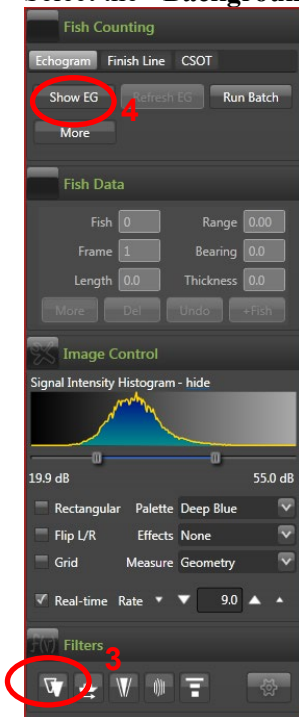 Select the "Background
Fish Counting
Echogram Finish Line CSOT
Show EG Refresh EG Run Batch
4
More
Fish Data
Fish 0 Range 0.00
Frame 1 Bearing 0.0
Length 0.0 Thickness 0.0
More Del Undo +Fish
Image Control
Signal Intensity Histogram - hide
19.9 dB 55.0 dB
Rectangular Palette Deep Blue
Flip L/R Effects None
Grid Measure Geometry
Real-time Rate 9.0
f(v) Filters
3